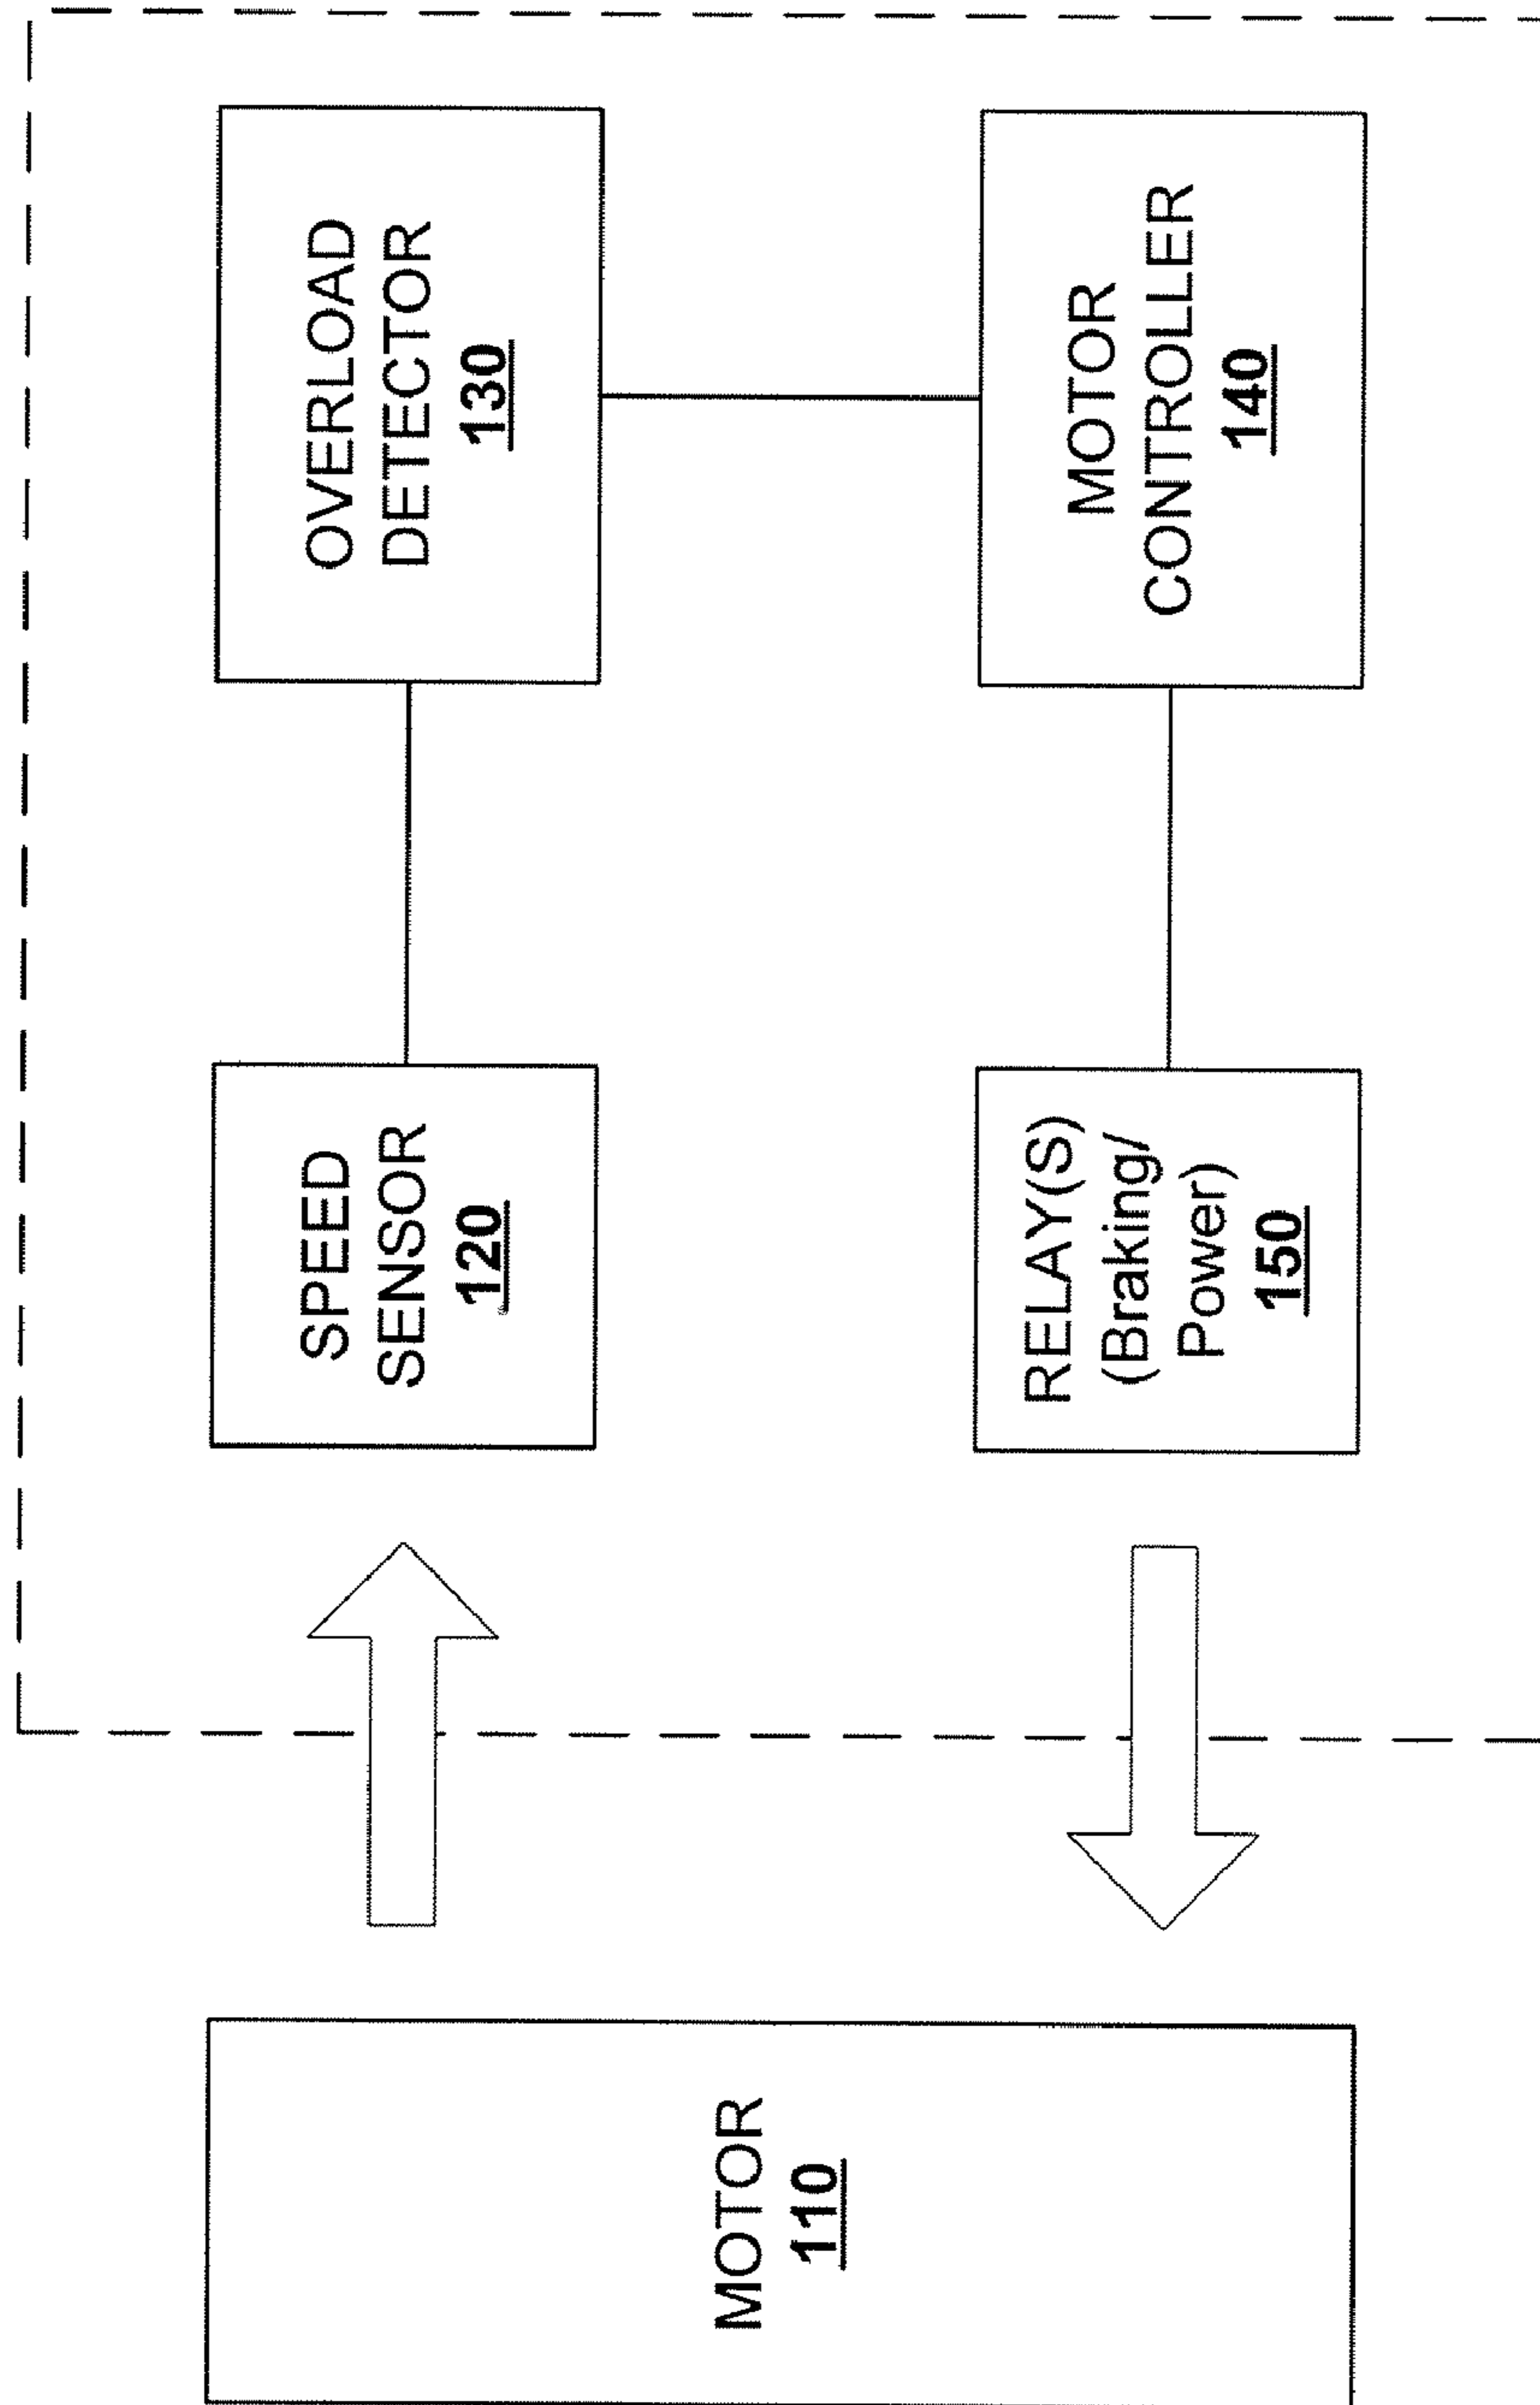 MOTOR
110
SPEED
SENSOR
120
OVERLOAD
DETECTOR
130
RELAY(S)
(Braking/
Power)
150
MOTOR
CONTROLLER
140